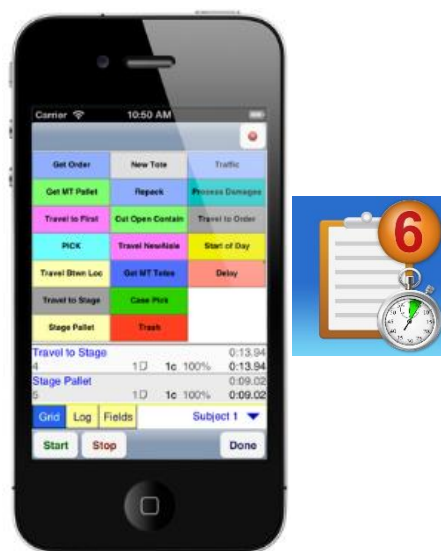 Carrier 10:50 AM
Get Order New Tote Traffic
Get MT Pallet Repack Process Damages
Travel to First Cut Open Contain Travel to Order
PICK Travel NewAisle Start of Day
Travel Btwn Loc Get MT Totes Delay
Travel to Stage Case Pick
Stage Pallet Trash
Travel to Stage 0:13.94
4 1 1c 100% 0:13.94
Stage Pallet 0:09.02
5 1 1c 100% 0:09.02
Grid Log Fields Subject 1
Start Stop Done
6